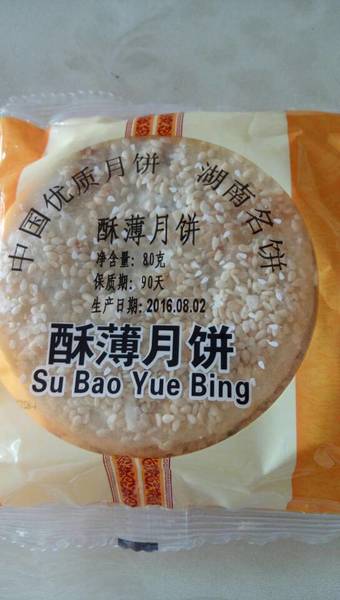 中国优质月饼 湖南名饼
酥薄月饼
净含量: 80克
保质期: 90天
生产日期: 2016.08.02
酥薄月饼
Su Bao Yue Bing